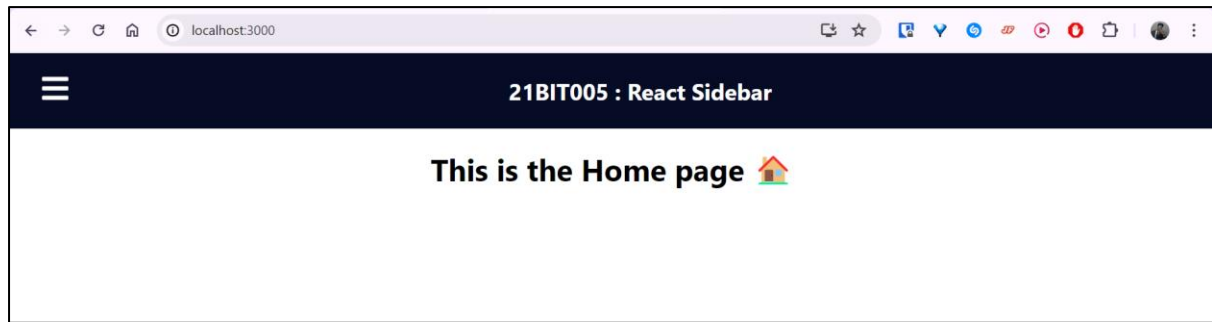 localhost:3000
21BIT005 : React Sidebar
This is the Home page 🏠